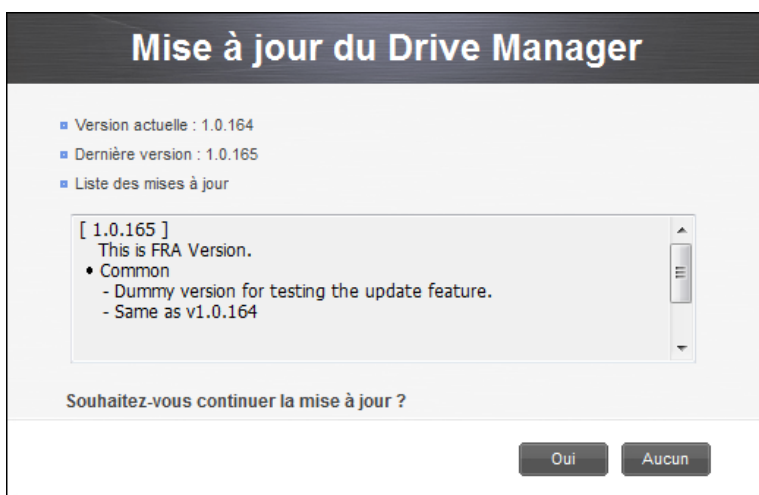 Mise à jour du Drive Manager
Version actuelle : 1.0.164
Dernière version : 1.0.165
Liste des mises à jour
[ 1.0.165 ]
This is FRA Version.
• Common
- Dummy version for testing the update feature.
- Same as v1.0.164
Souhaitez-vous continuer la mise à jour ?
Oui Aucun